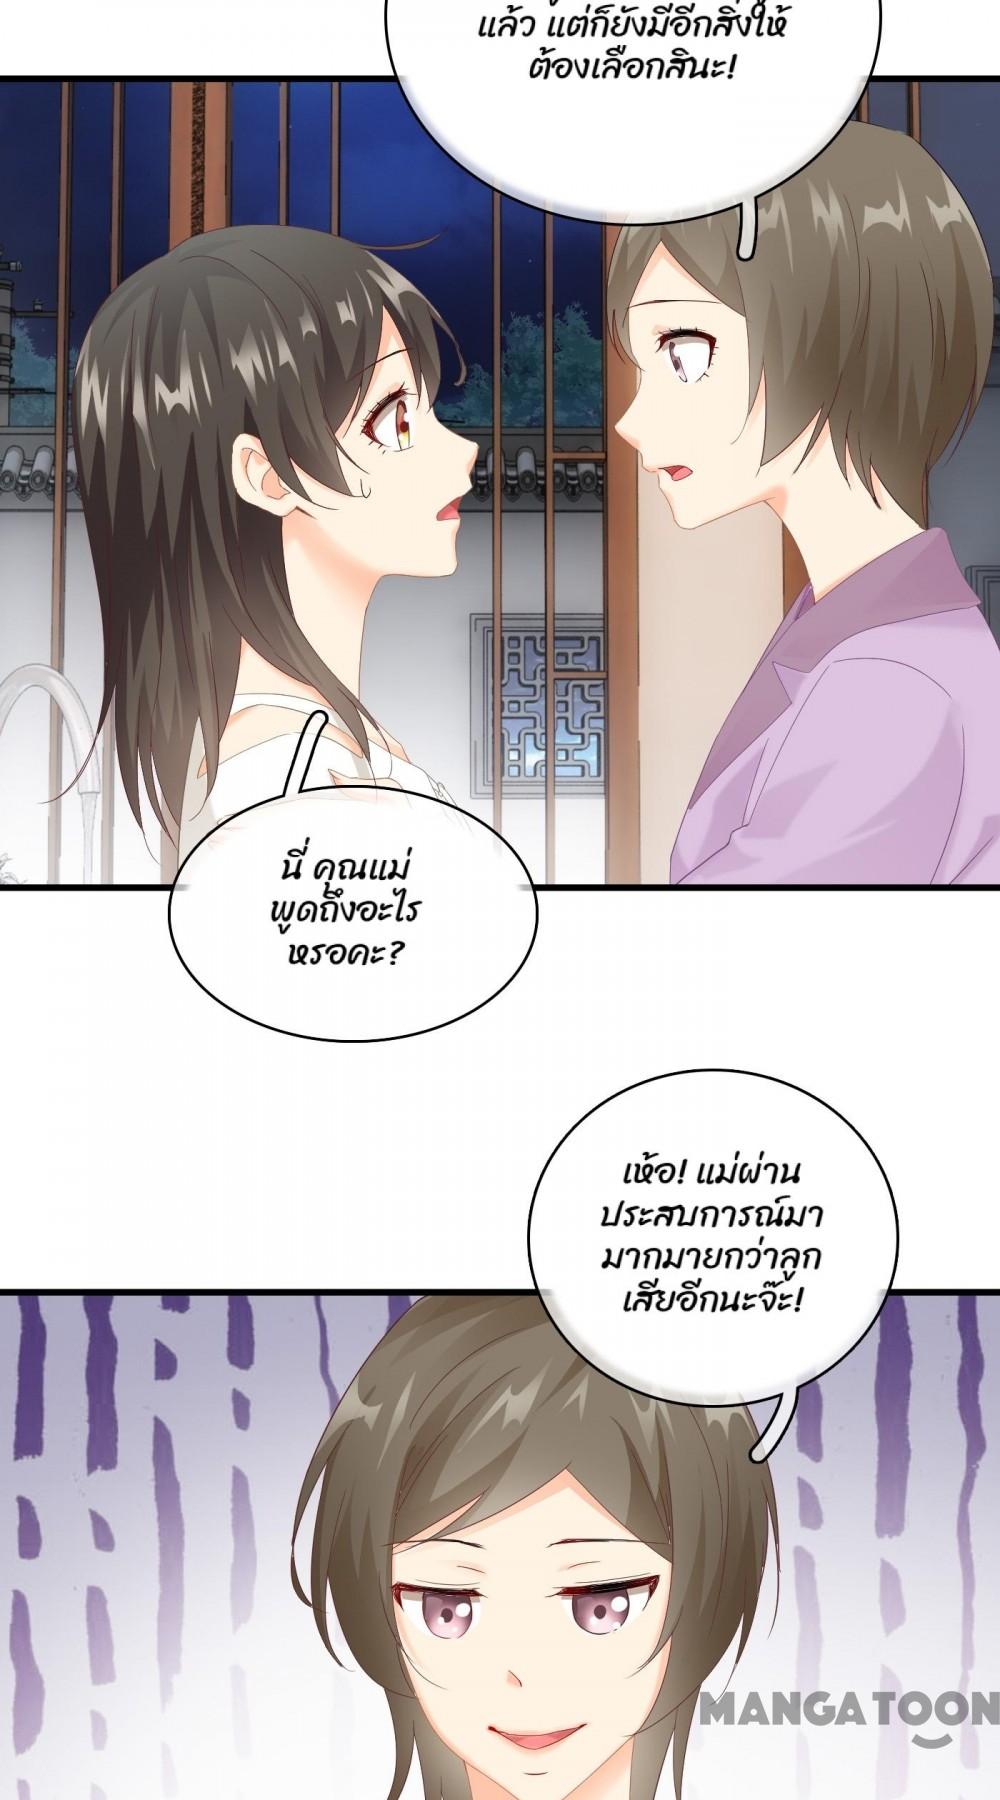 แล้ว แต่ก็ยังมีอีกสิ่งให้
ต้องเลือกสินะ!
นี่ คุณแม่
พูดถึงอะไร
หรอคะ?
เห้อ! แม่ผ่าน
ประสบการณ์มา
มากมายกว่าลูก
เสียอีกนะจ๊ะ!
MANGATOON